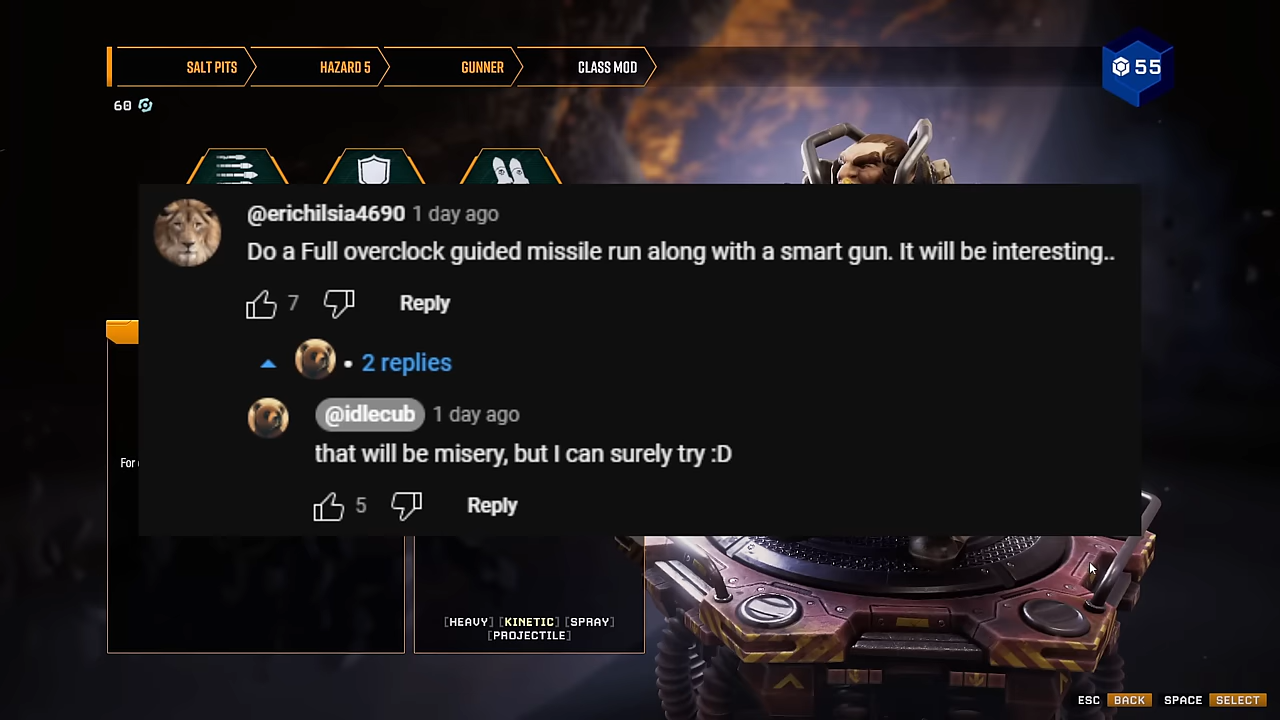 SALT PITS HAZARD 5 GUNNER CLASS MOD
55
60
@erichilsia4690 1 day ago
Do a Full overclock guided missile run along with a smart gun. It will be interesting..
7 Reply
• 2 replies
@idlecub 1 day ago
that will be misery, but I can surely try :D
For
5 Reply
[HEAVY] [KINETIC] [SPRAY]
[PROJECTILE]
ESC BACK SPACE SELECT